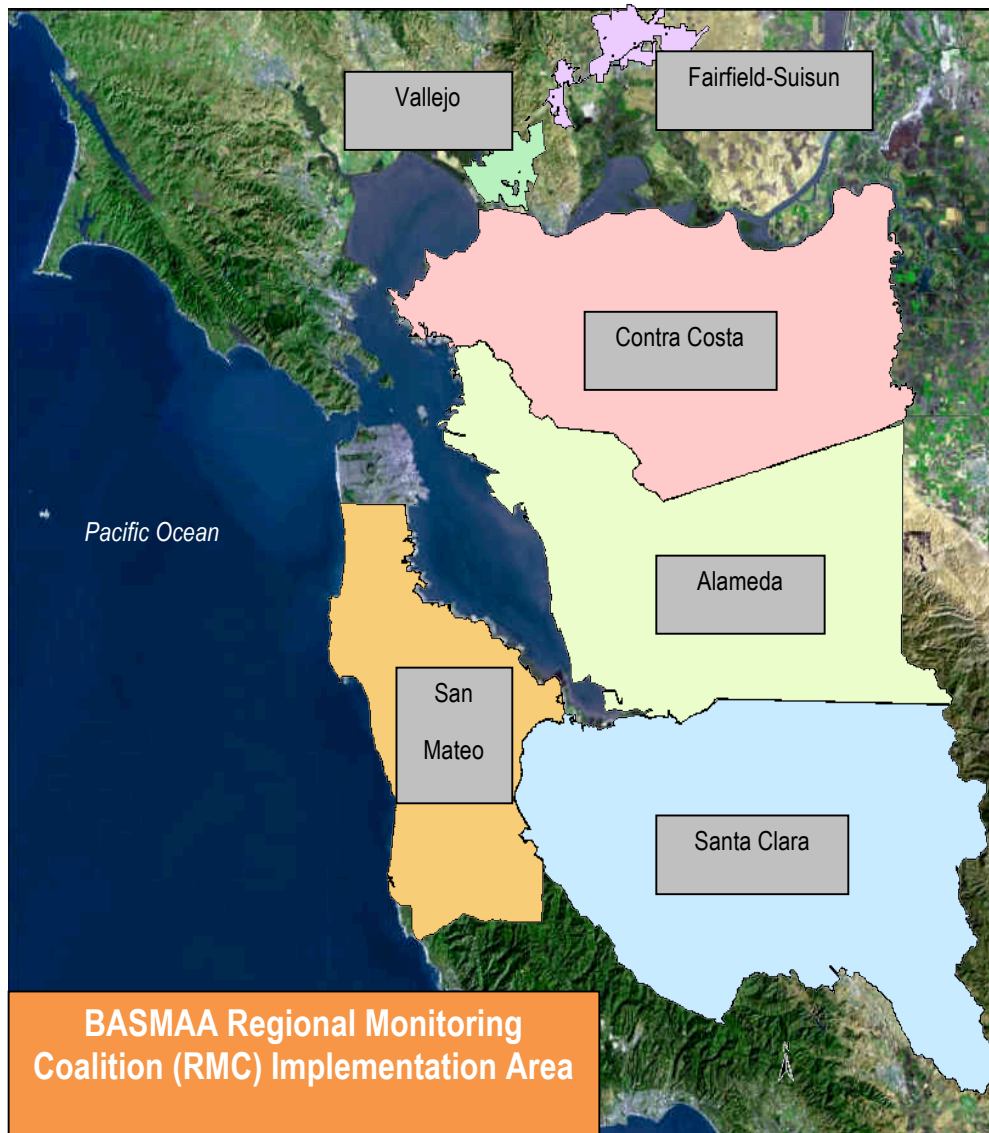 Vallejo
Fairfield-Suisun
Contra Costa
Pacific Ocean
Alameda
San
Mateo
Santa Clara
BASMAA Regional Monitoring
Coalition (RMC) Implementation Area